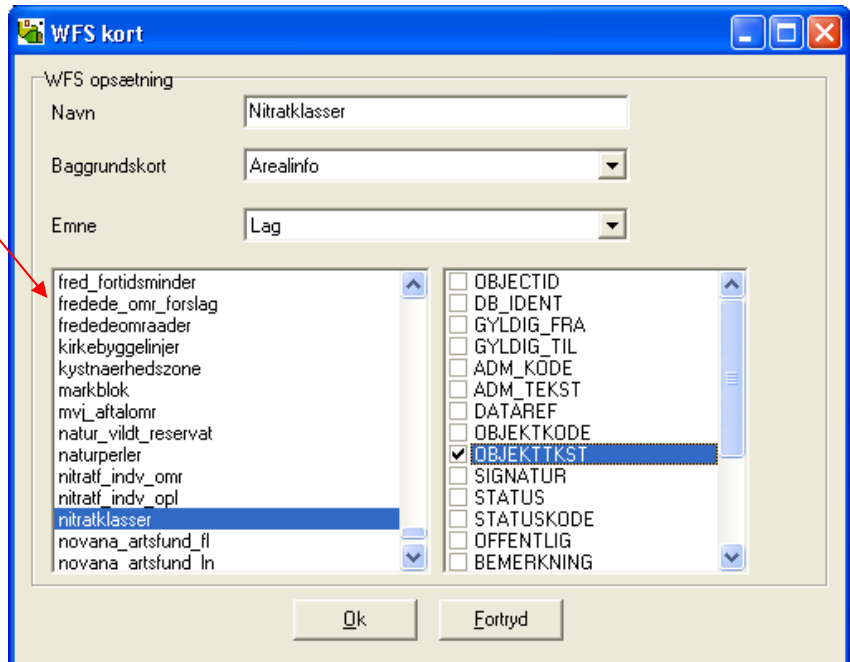 WFS kort
WFS opsætning
Navn
Nitratklasser
Baggrundskort
Arealinfo
Emne
Lag
fred_fortidsminder
fredede_omr_forslag
frededeomraader
kirkebyggelinjer
kystnaerhedszone
markblok
mvj_aftalomr
natur_vildt_reservat
naturperler
nitratf_indv_omr
nitratf_indv_opl
nitratklasser
novana_artsfund_fl
novana_artsfund_ln
OBJECTID
DB_IDENT
GYLDIG_FRA
GYLDIG_TIL
ADM_KODE
ADM_TEKST
DATAREF
OBJEKTKODE
OBJEKTTKST
SIGNATUR
STATUS
STATUSKODE
OFFENTLIG
BEMERKNING
Ok
Fortryd